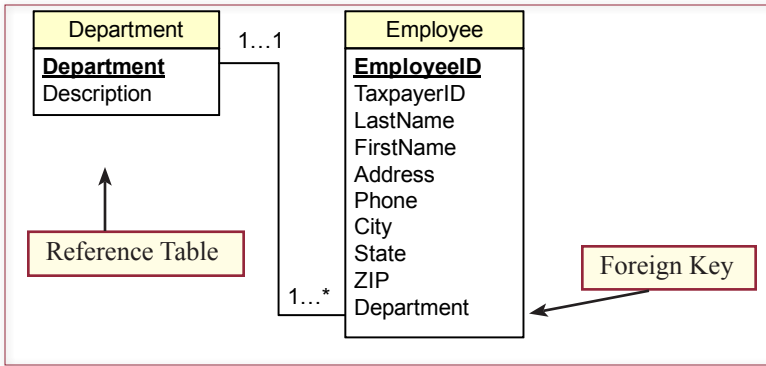 Department
Department
Description
1…1
Employee
EmployeeID
TaxpayerID
LastName
FirstName
Address
Phone
City
State
ZIP
Department
1…*
Reference Table
Foreign Key